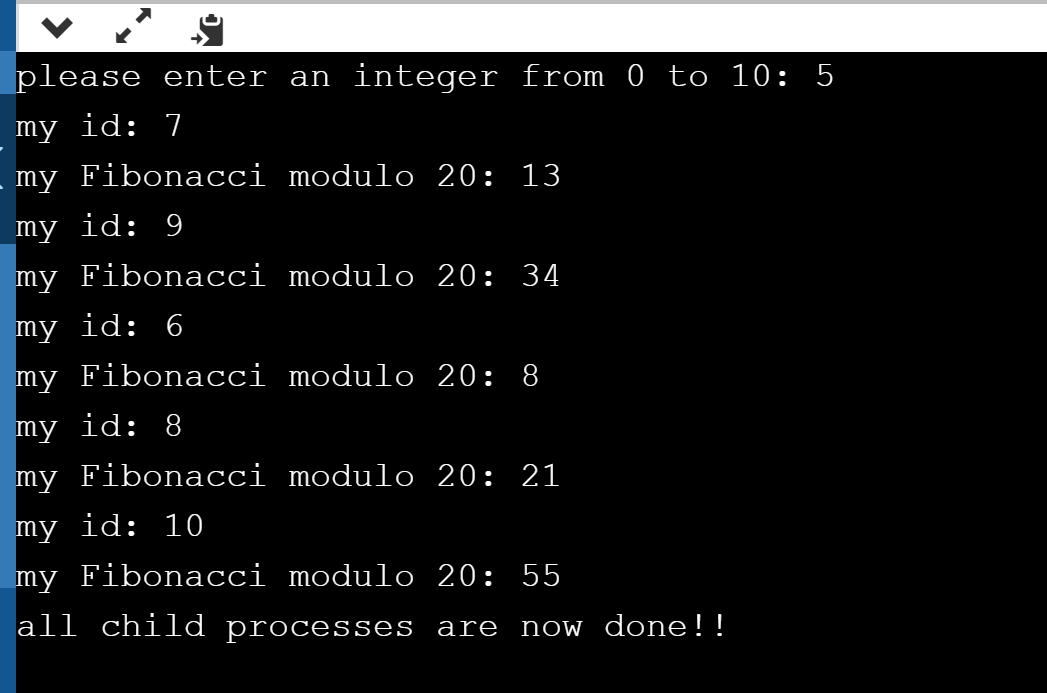 please enter an integer from 0 to 10: 5
my id: 7
my Fibonacci modulo 20: 13
my id: 9
my Fibonacci modulo 20: 34
my id: 6
my Fibonacci modulo 20: 8
my id: 8
my Fibonacci modulo 20: 21
my id: 10
my Fibonacci modulo 20: 55
all child processes are now done!!